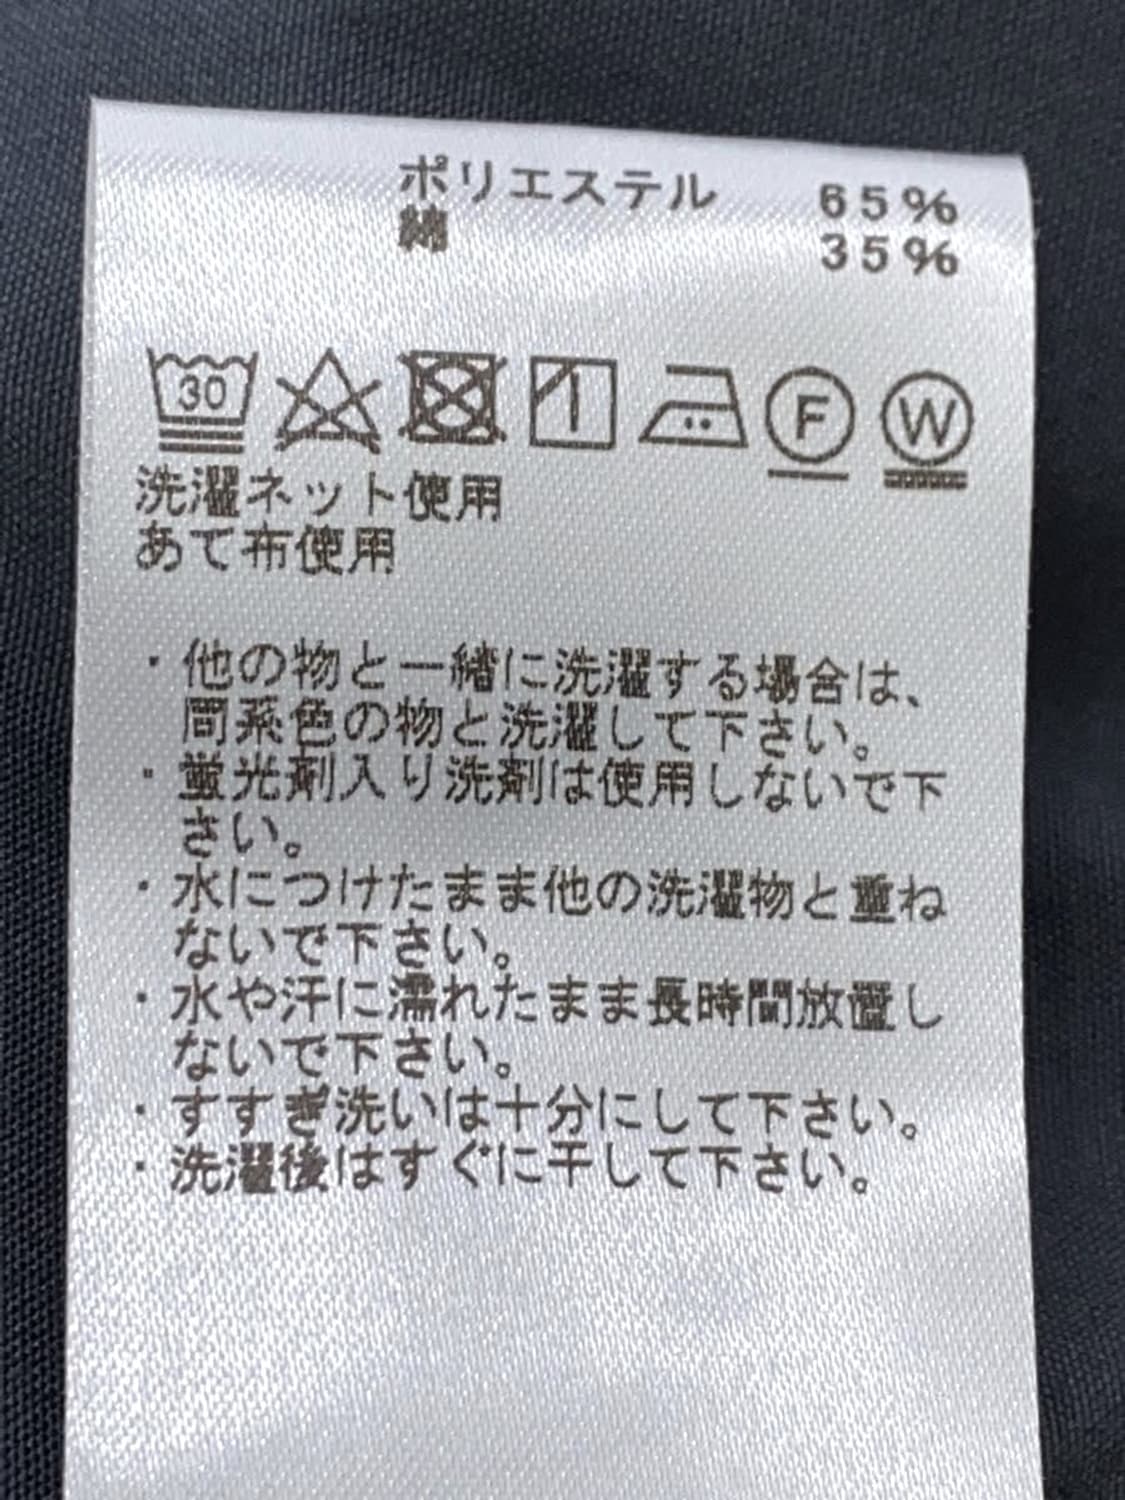 ポリエステル 65%
綿 35%
30 F W
洗濯ネット使用
あて布使用
・他の物と一緒に洗濯する場合は、
同系色の物と洗濯して下さい。
・蛍光剤入り洗剤は使用しないで下
さい。
・水につけたまま他の洗濯物と重ね
ないで下さい。
・水や汗に濡れたまま長時間放置し
ないで下さい。
・すすぎ洗いは十分にして下さい。
・洗濯後はすぐに干して下さい。